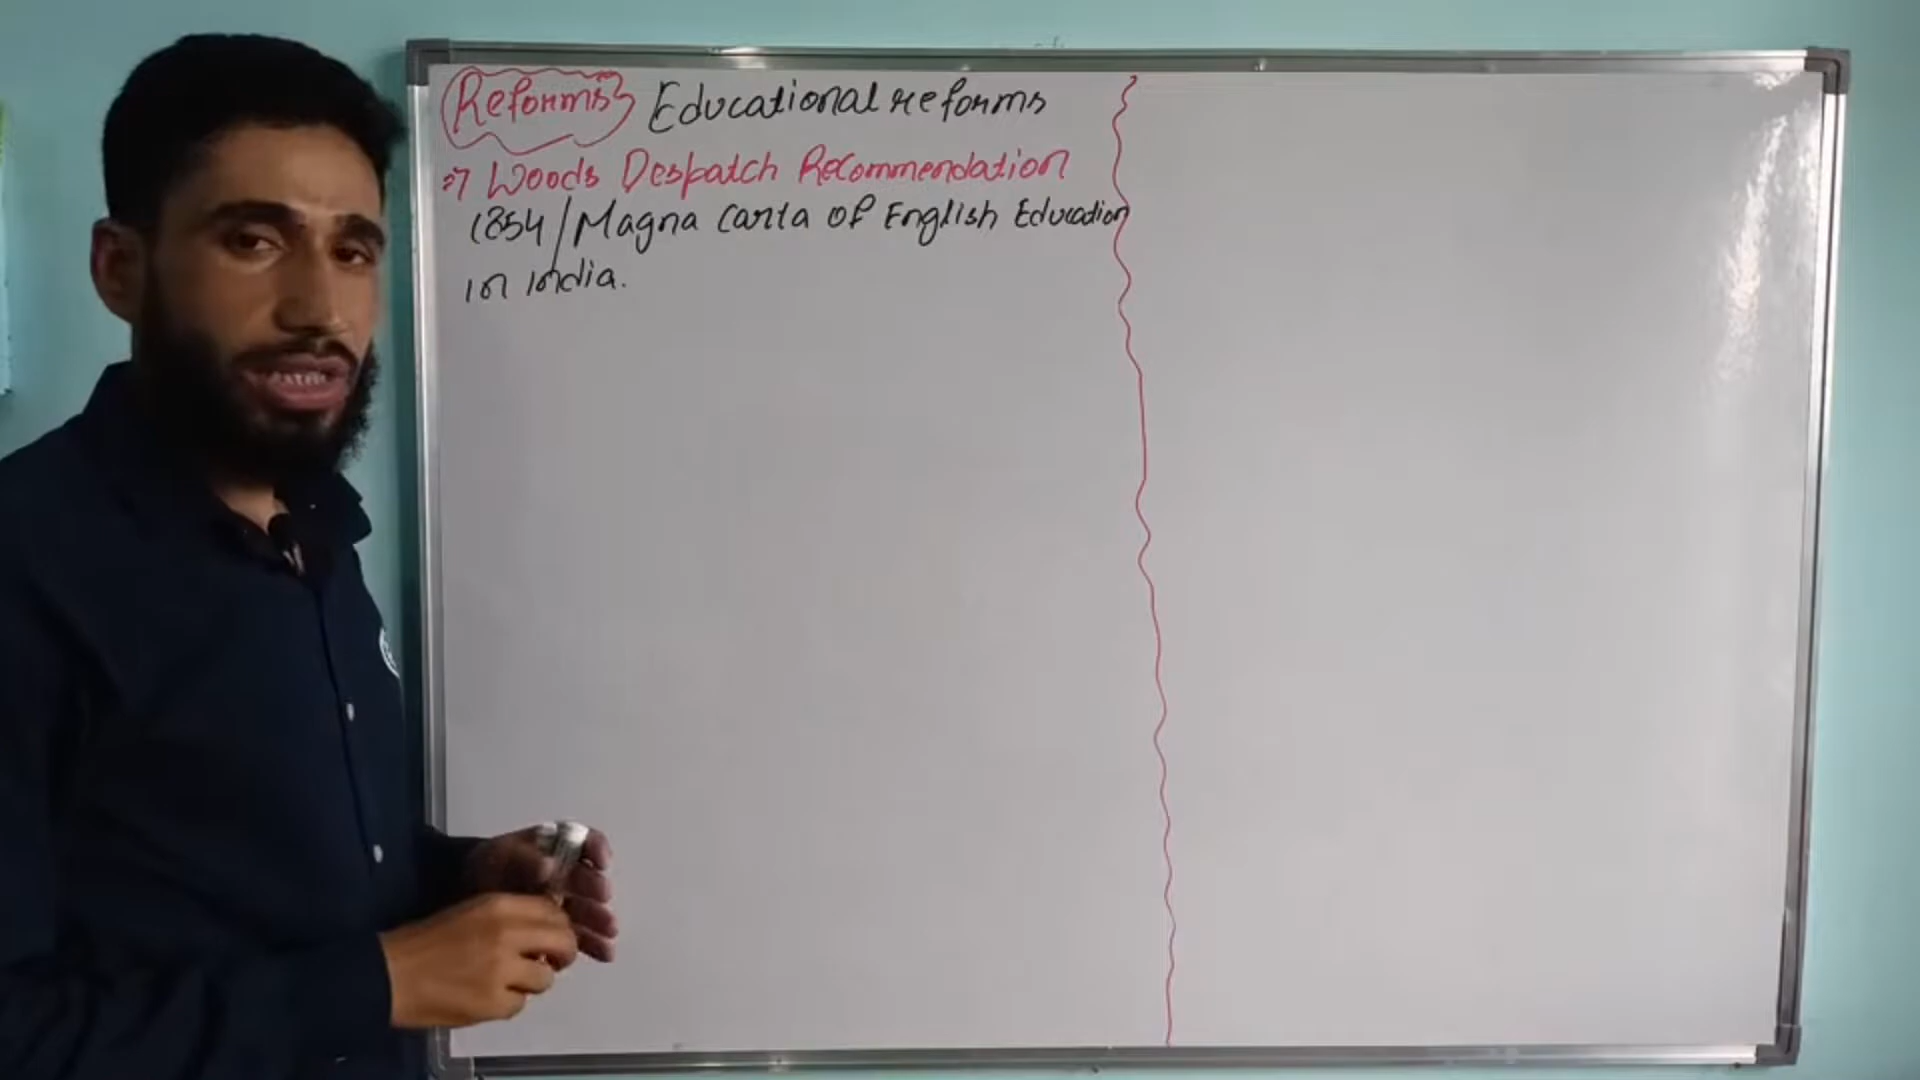 Reforms Educational reforms
⇒ Woods Despatch Recommendation
1854/Magna Carta of English Education
in india.